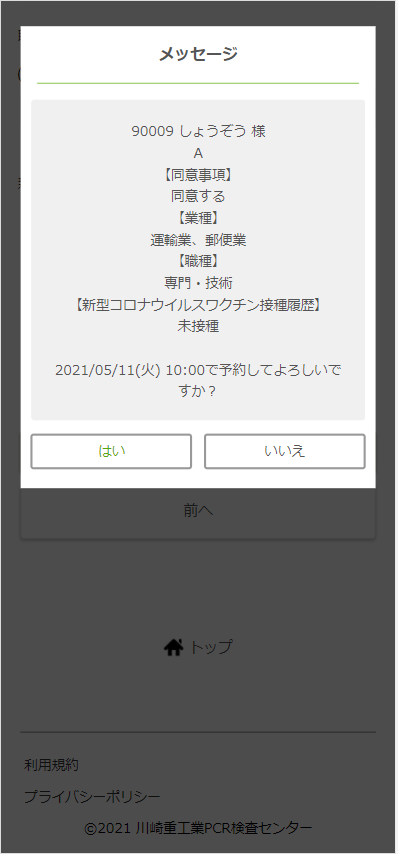 メッセージ
90009 しょうぞう 様
A
【同意事項】
同意する
【業種】
運輸業、郵便業
【職種】
専門・技術
【新型コロナウイルスワクチン接種履歴】
未接種
2021/05/11(火) 10:00で予約してよろしいで
すか？
はい
いいえ
前へ
トップ
利用規約
プライバシーポリシー
©2021 川崎重工業PCR検査センター